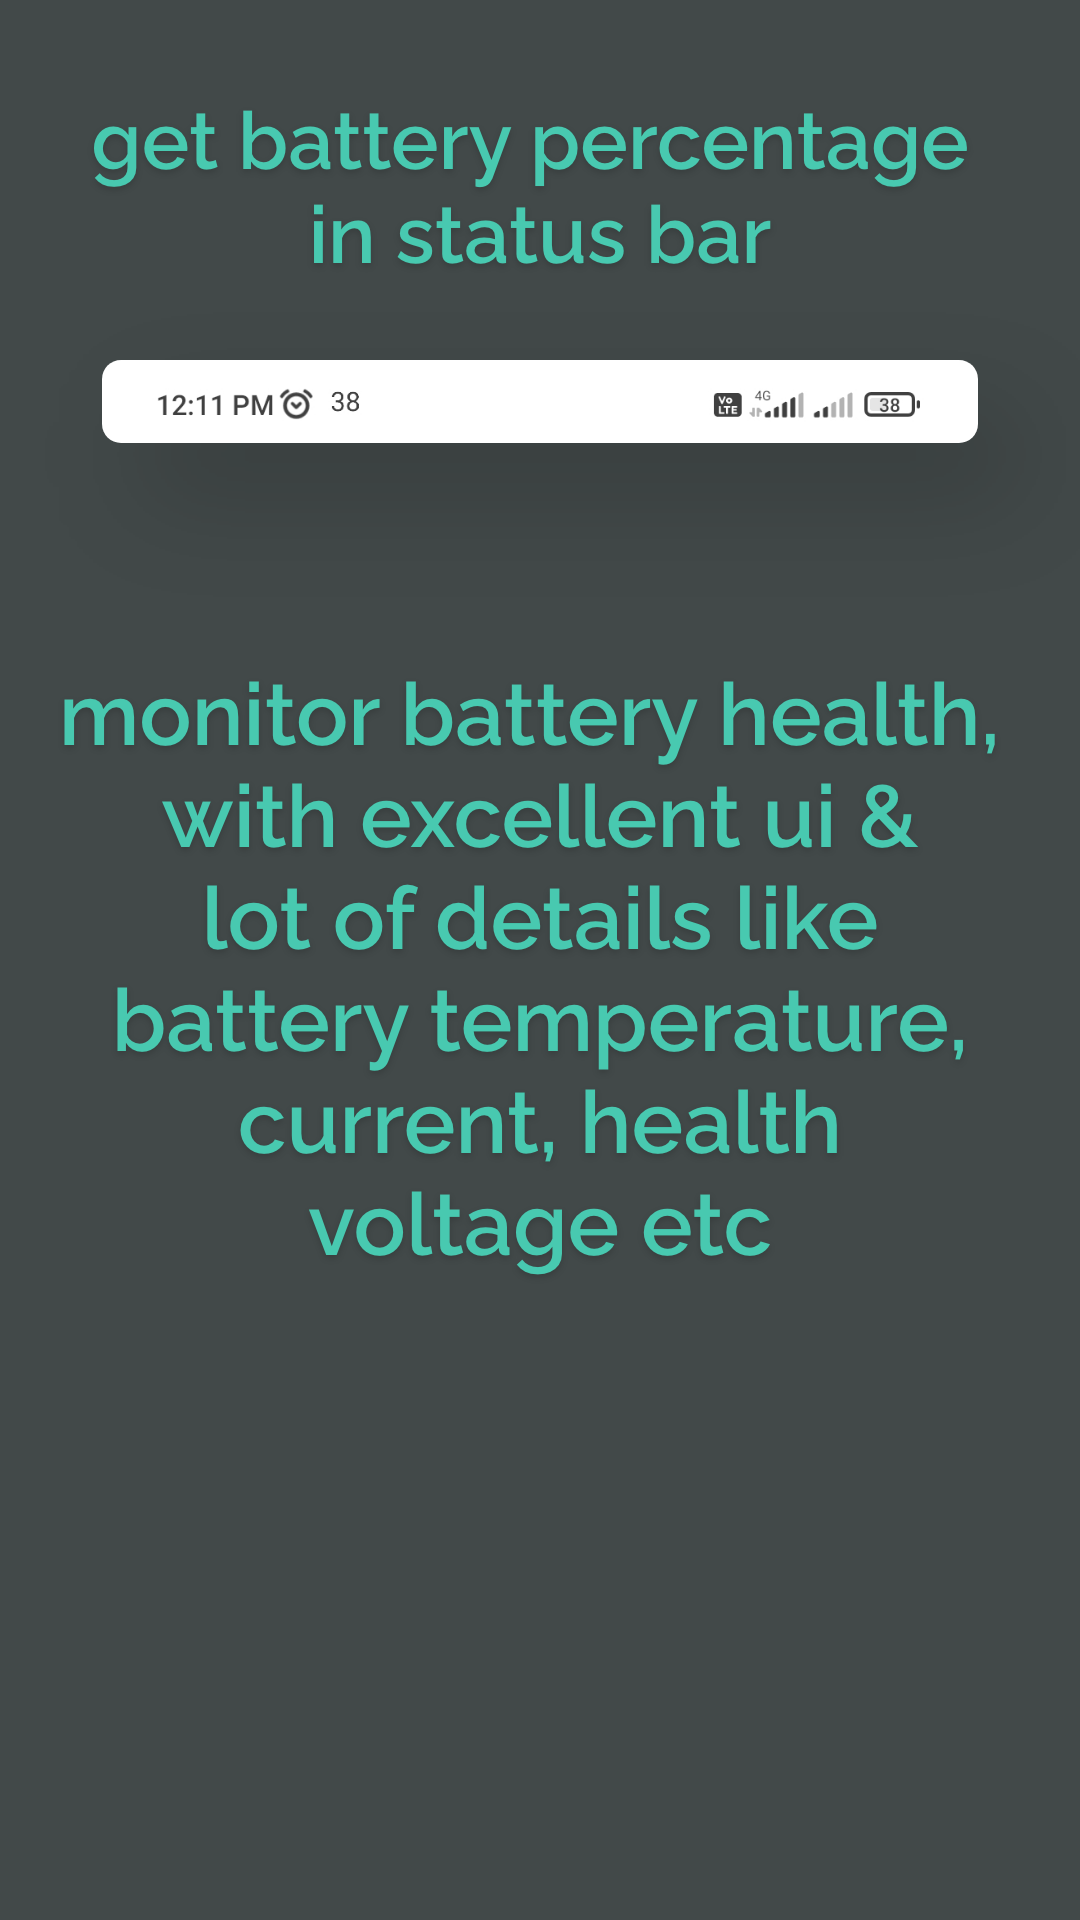 get battery percentage
in status bar
12:11 PM 38 Vo LTE 4G 38
monitor battery health,
with excellent ui &
lot of details like
battery temperature,
current, health
voltage etc